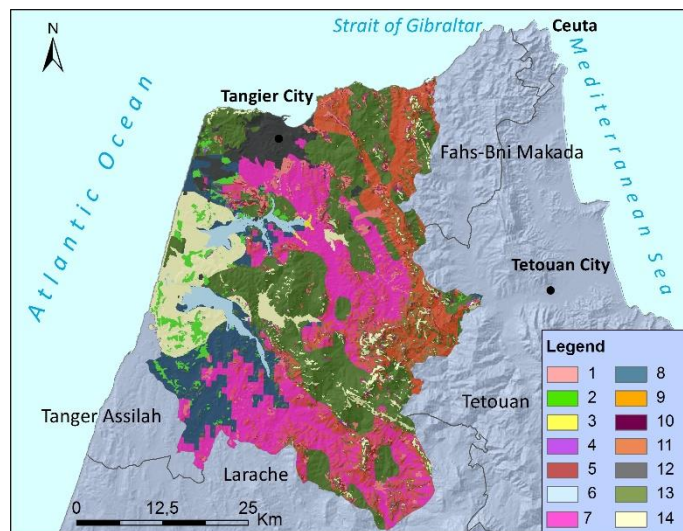 Strait of Gibraltar
Ceuta
N
Tangier City
Atlantic Ocean
Mediterranean Sea
Fahs-Bni Makada
Tetouan City
Tetouan
Tanger Assilah
Larache
0 12,5 25
Km
Legend
1 8
2 9
3 10
4 11
5 12
6 13
7 14